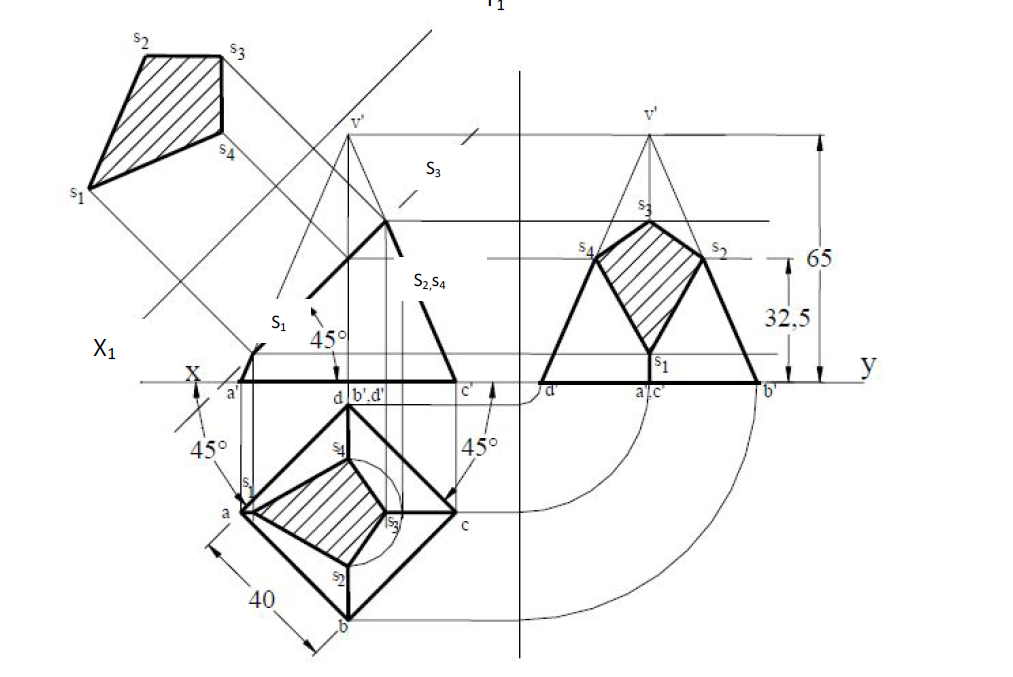 Y1
s2
s3
s4
s1
v'
v'
S3
s3
s4
s2
S2,s4
65
32,5
S1
45°
X1
s1
x
y
a'
d b',d'
c'
d'
a',c'
b'
45°
45°
s4
s1
a
s3
c
s2
40
b